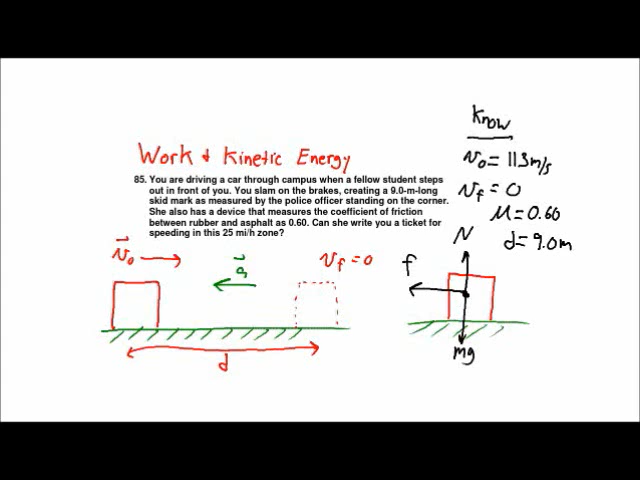 Know
Work & Kinetic Energy
v₀ = 11.3 m/s
85. You are driving a car through campus when a fellow student steps
out in front of you. You slam on the brakes, creating a 9.0-m-long
skid mark as measured by the police officer standing on the corner.
She also has a device that measures the coefficient of friction
between rubber and asphalt as 0.60. Can she write you a ticket for
speeding in this 25 mi/h zone?
v_f = 0
μ = 0.60
d = 9.0m
v₀
a
v_f = 0
N
f
mg
d